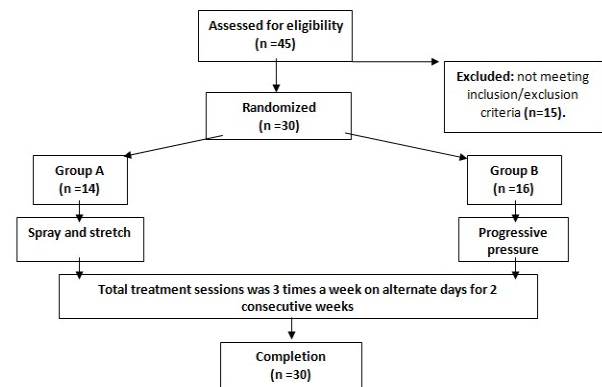 Assessed for eligibility
(n =45)
Excluded: not meeting
inclusion/exclusion
criteria (n=15).
Randomized
(n =30)
Group A
(n =14)
Group B
(n =16)
Spray and stretch
Progressive
pressure
Total treatment sessions was 3 times a week on alternate days for 2
consecutive weeks
Completion
(n =30)